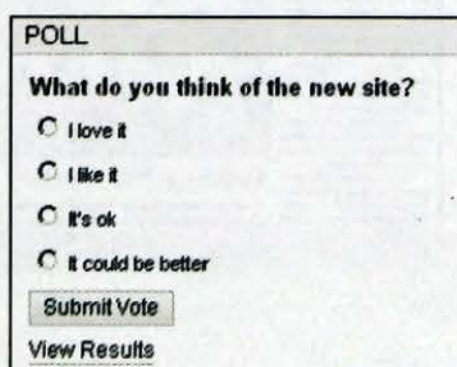 POLL
What do you think of the new site?
I love it
I like it
It's ok
It could be better
Submit Vote
View Results